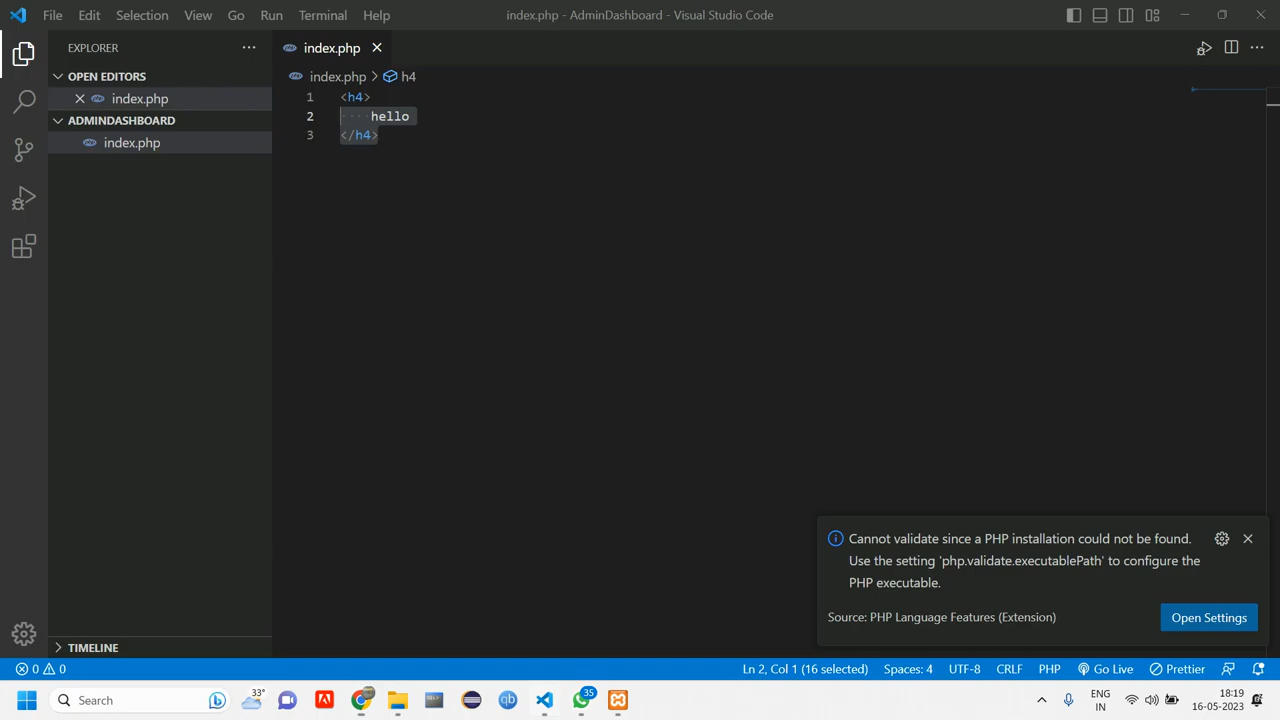 File Edit Selection View Go Run Terminal Help index.php - AdminDashboard - Visual Studio Code
EXPLORER
OPEN EDITORS
index.php
ADMINDASHBOARD
index.php
TIMELINE
index.php
index.php > h4
1 <h4>
2 ····hello
3 </h4>
Cannot validate since a PHP installation could not be found.
Use the setting 'php.validate.executablePath' to configure the
PHP executable.
Source: PHP Language Features (Extension) Open Settings
0 0 Ln 2, Col 1 (16 selected) Spaces: 4 UTF-8 CRLF PHP Go Live Prettier
Search 33° qb 35 ENG 18:19
IN 16-05-2023